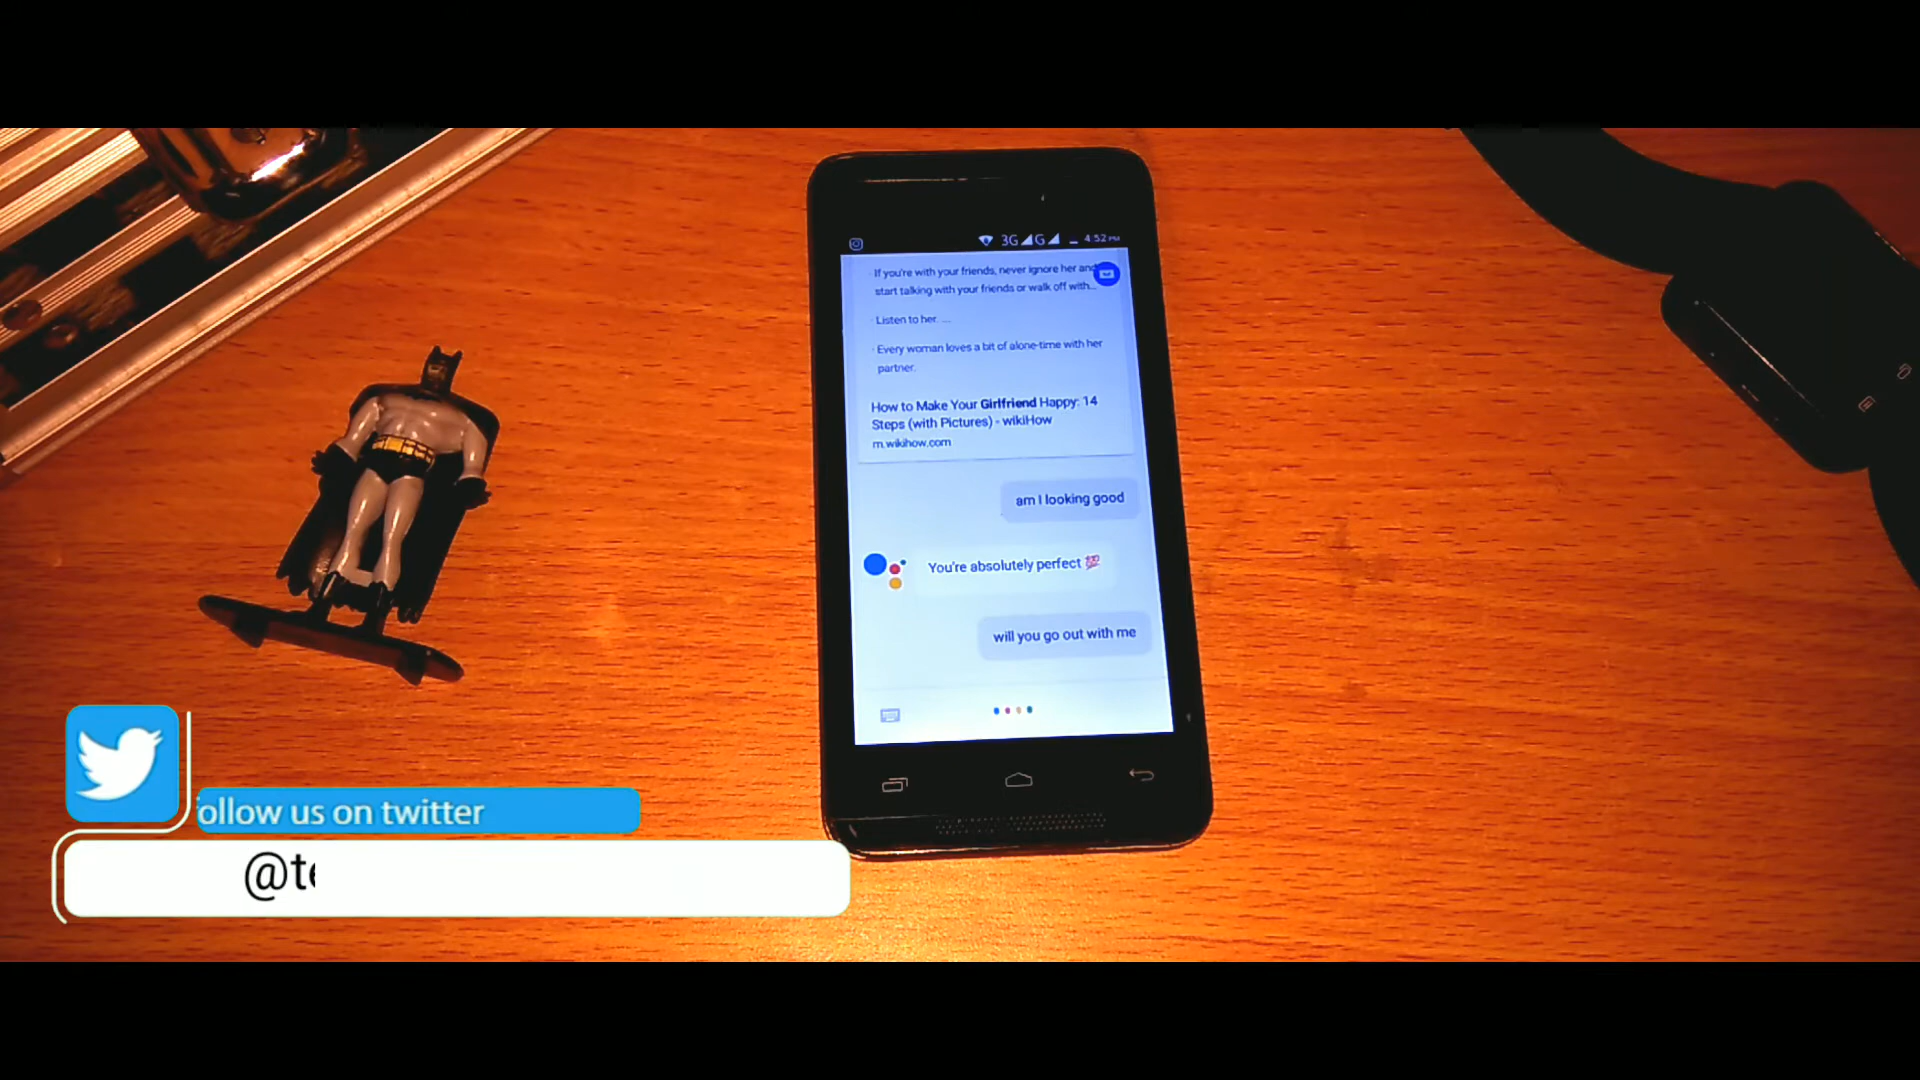 3G G 4:52 PM
If you're with your friends, never ignore her and
start talking with your friends or walk off with...
Listen to her. ...
Every woman loves a bit of alone-time with her
partner.
How to Make Your Girlfriend Happy: 14
Steps (with Pictures) - wikiHow
m.wikihow.com
am I looking good
You're absolutely perfect 💯
will you go out with me
ollow us on twitter
@te